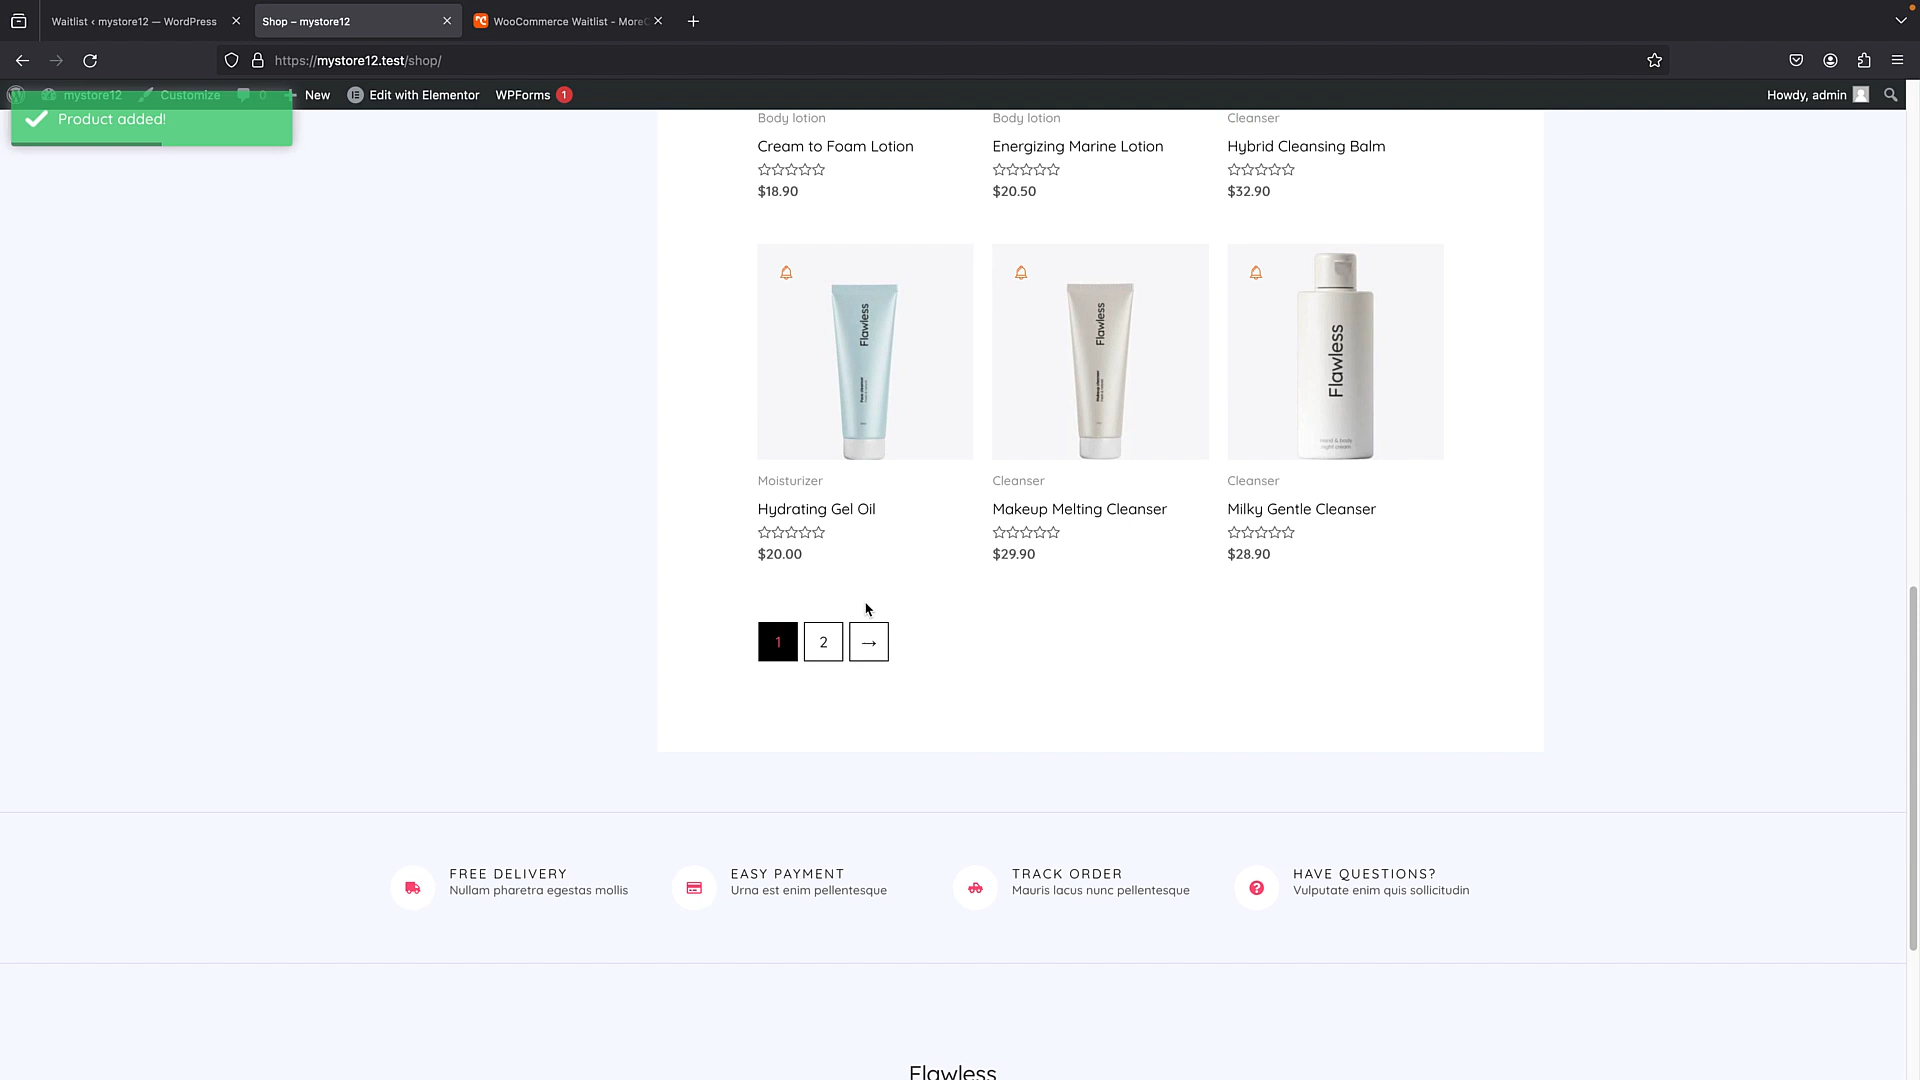 Waitlist ‹ mystore12 — WordPress
Shop – mystore12
WooCommerce Waitlist - MoreC
https://mystore12.test/shop/
mystore12
Customize
0
New
Edit with Elementor
WPForms 1
Howdy, admin
Product added!
Body lotion
Body lotion
Cleanser
Cream to Foam Lotion
Energizing Marine Lotion
Hybrid Cleansing Balm
$18.90
$20.50
$32.90
Flawless
Flawless
Flawless
Moisturizer
Cleanser
Cleanser
Hydrating Gel Oil
Makeup Melting Cleanser
Milky Gentle Cleanser
$20.00
$29.90
$28.90
1 2 →
FREE DELIVERY
Nullam pharetra egestas mollis
EASY PAYMENT
Urna est enim pellentesque
TRACK ORDER
Mauris lacus nunc pellentesque
HAVE QUESTIONS?
Vulputate enim quis sollicitudin
Flawless